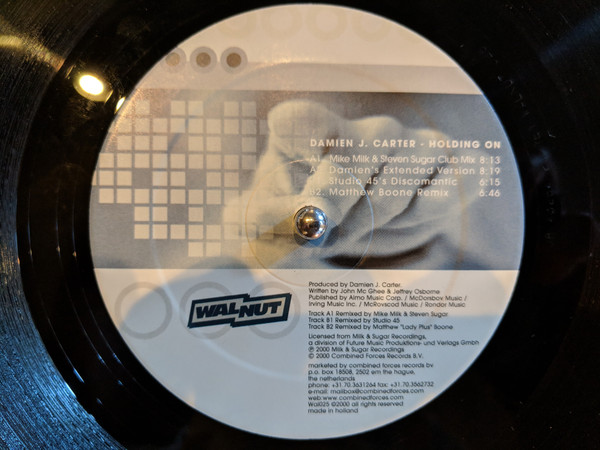 DAMIEN J. CARTER - HOLDING ON
A1. Mike Milk & Steven Sugar Club Mix 8:13
A2. Damien's Extended Version 8:19
Studio 45's Discomantic 6:15
B2. Matthew Boone Remix 6:46
WALNUT
Produced by Damien J. Carter.
Written by John Mc Ghee & Jeffrey Osborne
Published by Almo Music Corp. / McDorsbov Music /
Irving Music Inc. / McRovscod Music / Rondor Music
Track A1 Remixed by Mike Milk & Steven Sugar.
Track B1 Remixed by Studio 45
Track B2 Remixed by Matthew "Lady Plus" Boone
Licensed from Milk & Sugar Recordings,
a division of Future Music Produktions- und Verlags GmbH
℗ 2000 Milk & Sugar Recordings
© 2000 Combined Forces Records B.V.
marketed by combined forces records bv
p.o. box 18508, 2502 em the hague,
the netherlands
phone: +31.70.3631264 fax: +31.70.3562732
e-mail: mailbox@combinedforces.com
web:www.combinedforces.com
Wal025 ©2000 all rights reserved
made in holland